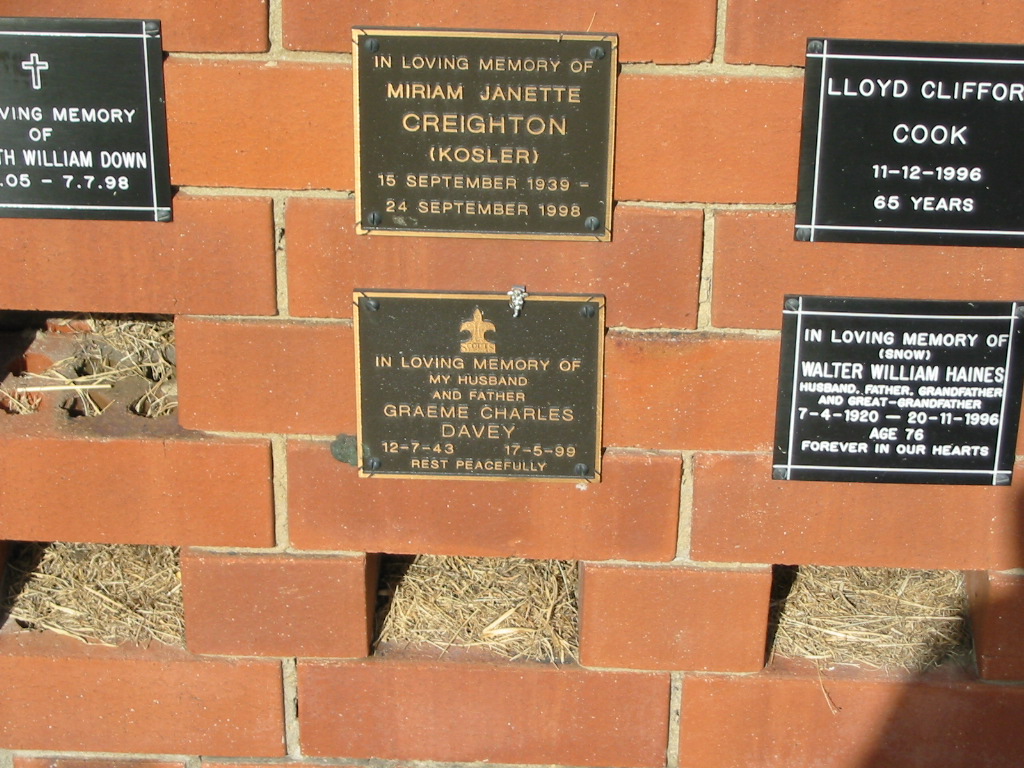 VING MEMORY
OF
TH WILLIAM DOWN
.05 - 7.7.98
IN LOVING MEMORY OF
MIRIAM JANETTE
CREIGHTON
(KOSLER)
15 SEPTEMBER 1939 -
24 SEPTEMBER 1998
LLOYD CLIFFOR
COOK
11-12-1996
65 YEARS
IN LOVING MEMORY OF
MY HUSBAND
AND FATHER
GRAEME CHARLES
DAVEY
12-7-43 17-5-99
REST PEACEFULLY
IN LOVING MEMORY OF
(SNOW)
WALTER WILLIAM HAINES
HUSBAND, FATHER, GRANDFATHER
AND GREAT-GRANDFATHER
7-4-1920 — 20-11-1996
AGE 76
FOREVER IN OUR HEARTS